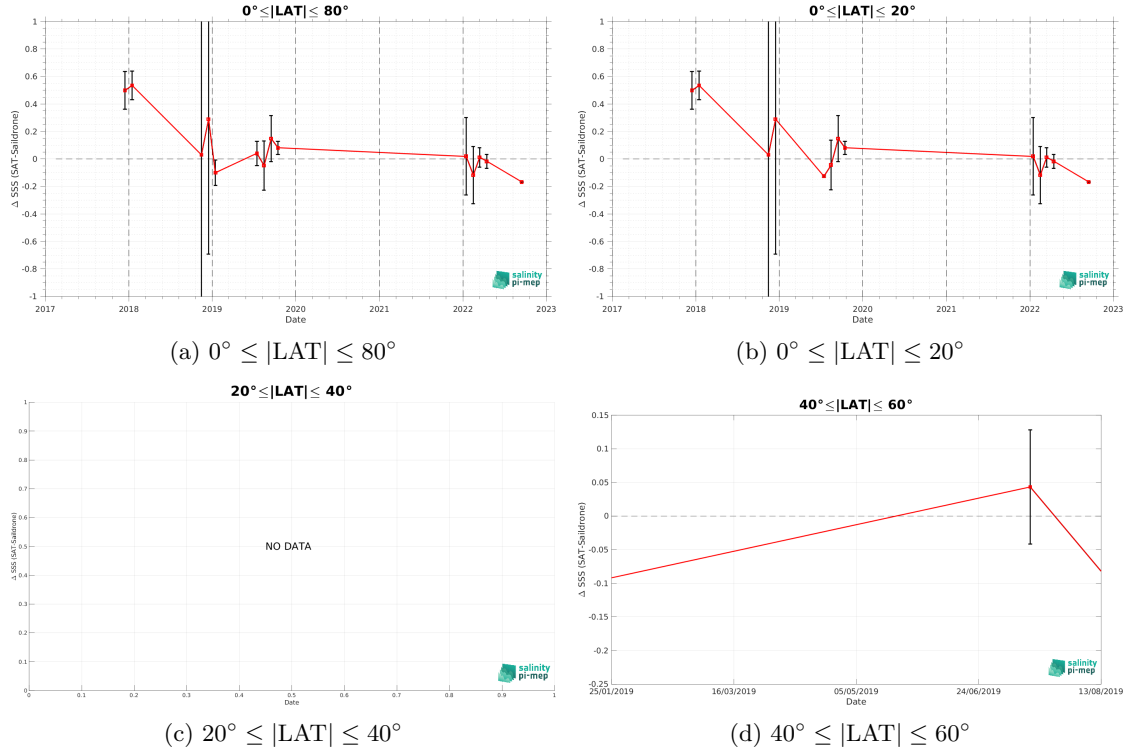 0°≤|LAT|≤ 80°
Δ SSS (SAT-Saildrone)
1
0.8
0.6
0.4
0.2
0
-0.2
-0.4
-0.6
-0.8
-1
2017 2018 2019 2020 2021 2022 2023
Date
salinity
pi-mep
(a) 0° ≤ |LAT| ≤ 80°
0°≤|LAT|≤ 20°
Δ SSS (SAT-Saildrone)
1
0.8
0.6
0.4
0.2
0
-0.2
-0.4
-0.6
-0.8
-1
2017 2018 2019 2020 2021 2022 2023
Date
salinity
pi-mep
(b) 0° ≤ |LAT| ≤ 20°
20°≤|LAT|≤ 40°
Δ SSS (SAT-Saildrone)
1
0.9
0.8
0.7
0.6
0.5
0.4
0.3
0.2
0.1
0
NO DATA
0 0.1 0.2 0.3 0.4 0.5 0.6 0.7 0.8 0.9 1
Date
salinity
pi-mep
(c) 20° ≤ |LAT| ≤ 40°
40°≤|LAT|≤ 60°
Δ SSS (SAT-Saildrone)
0.15
0.1
0.05
0
-0.05
-0.1
-0.15
-0.2
-0.25
25/01/2019 16/03/2019 05/05/2019 24/06/2019 13/08/2019
Date
salinity
pi-mep
(d) 40° ≤ |LAT| ≤ 60°